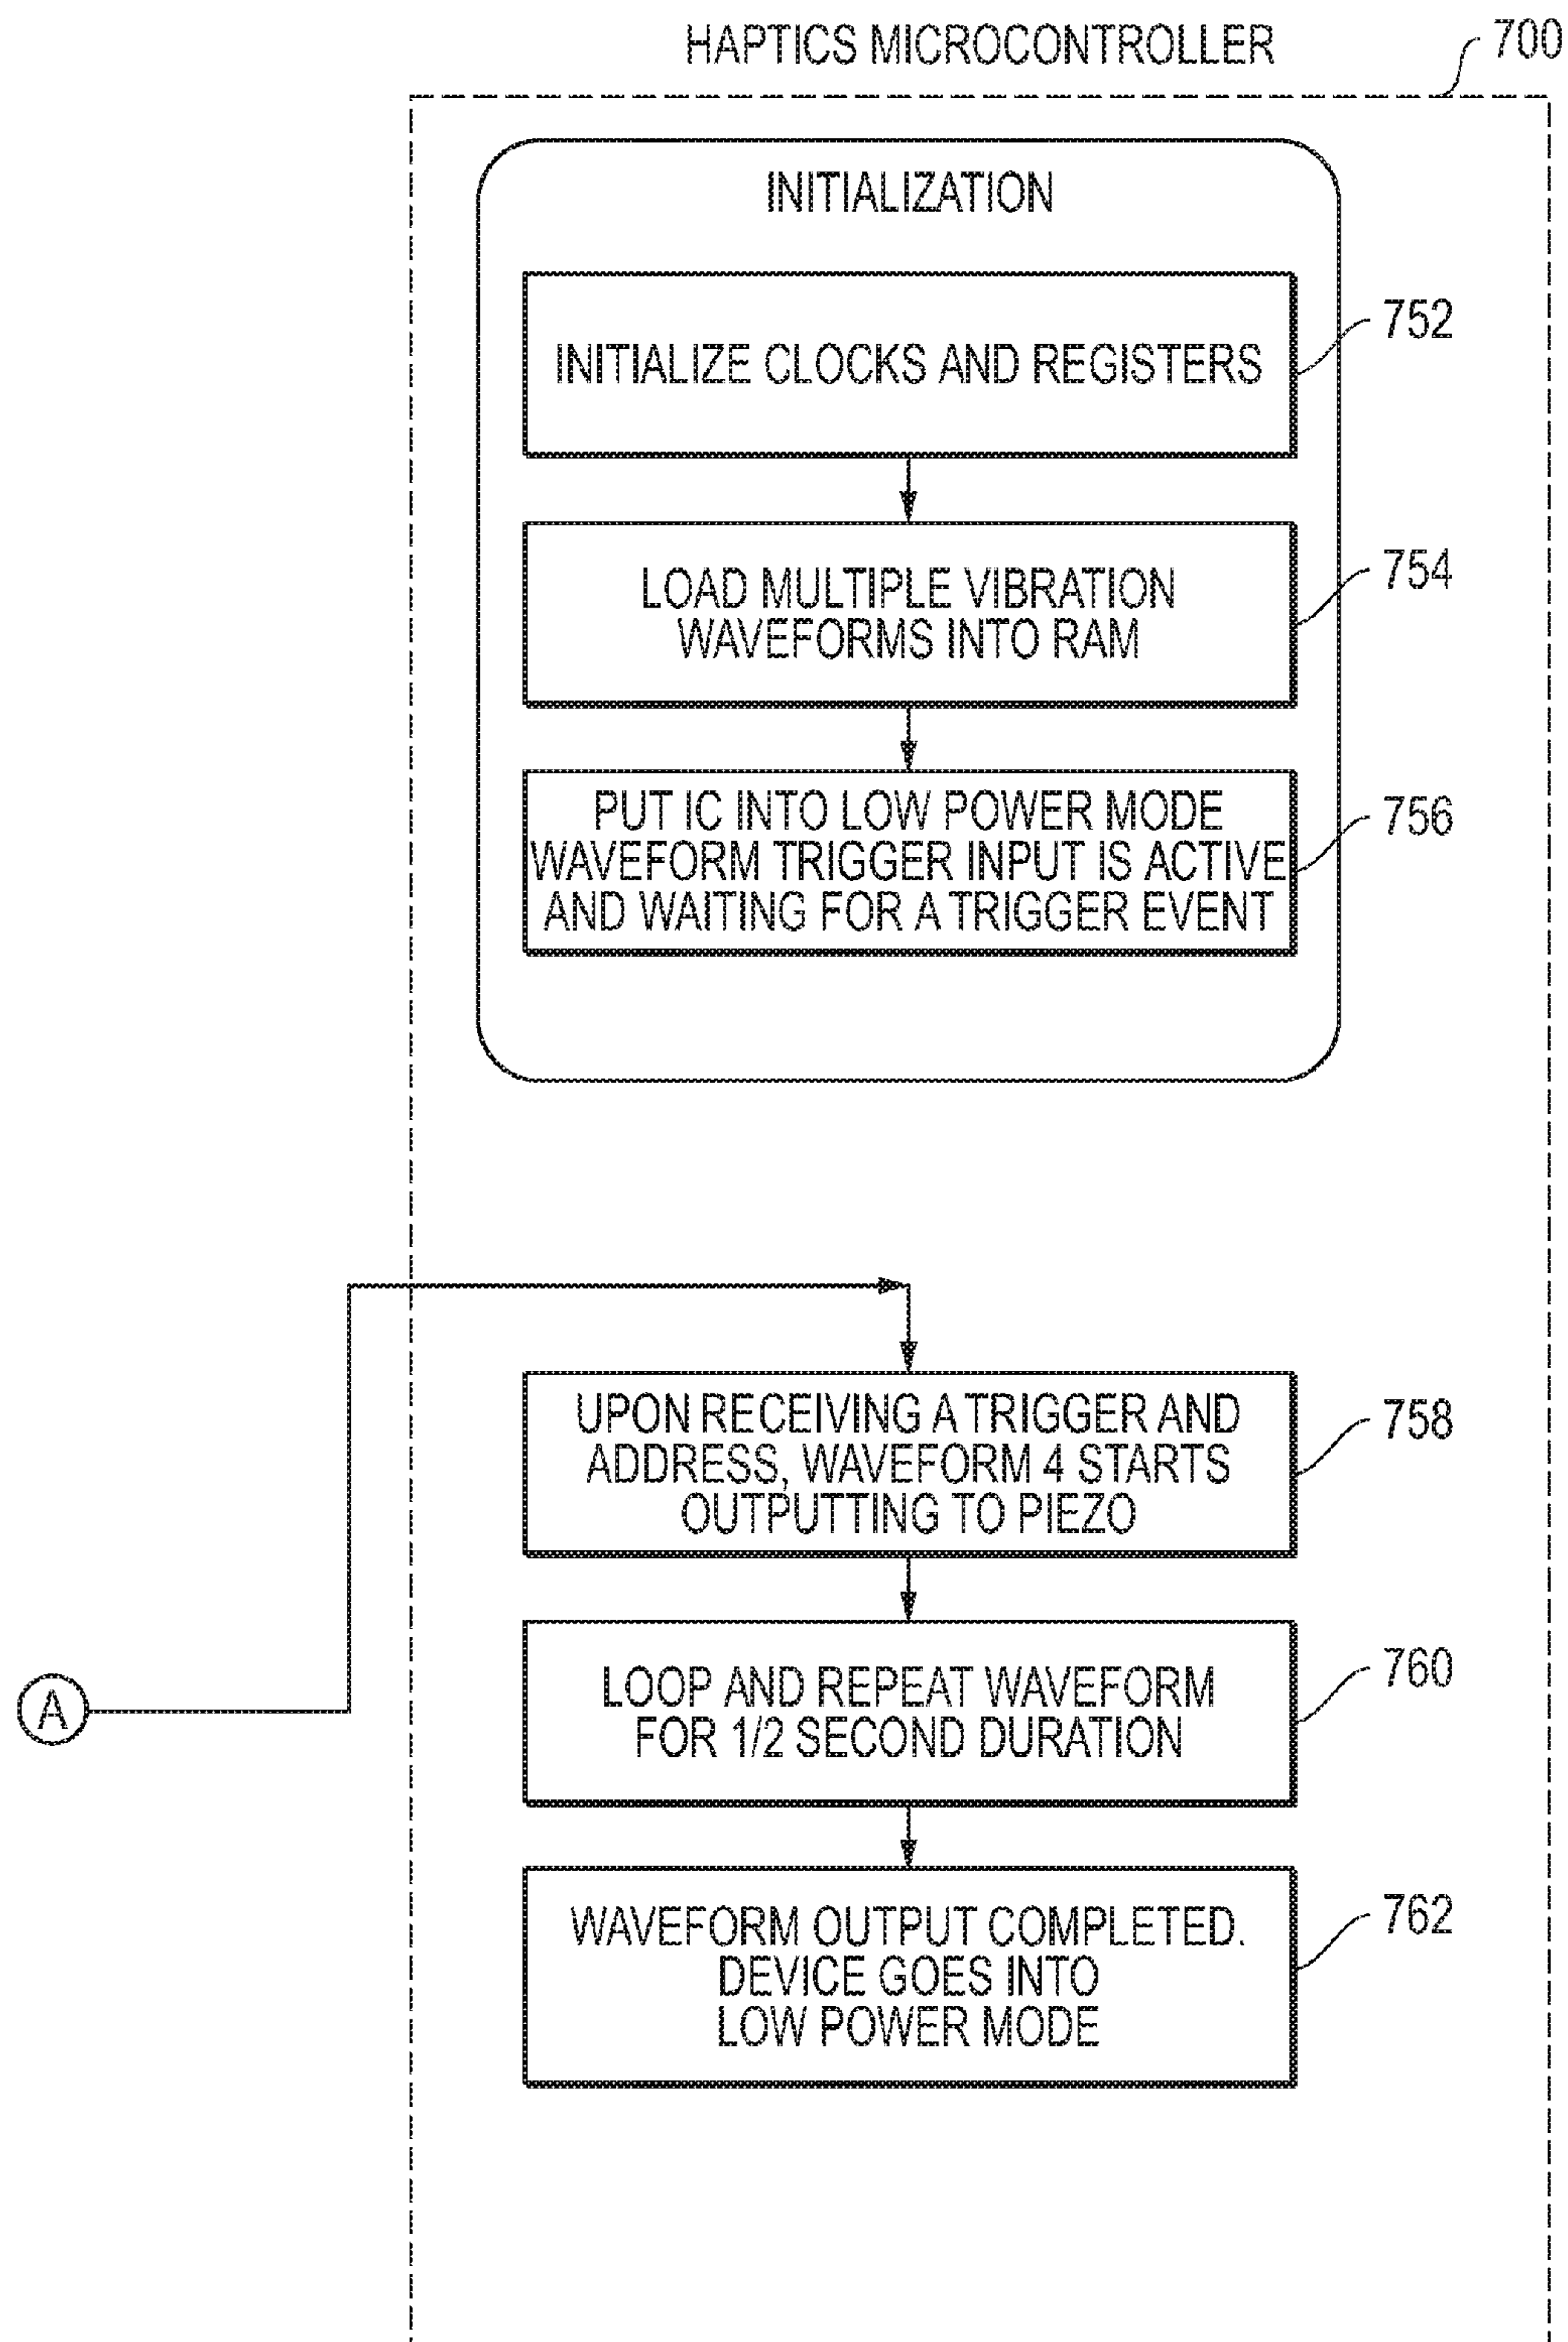 HAPTICS MICROCONTROLLER
700
INITIALIZATION
INITIALIZE CLOCKS AND REGISTERS
752
LOAD MULTIPLE VIBRATION
WAVEFORMS INTO RAM
754
PUT IC INTO LOW POWER MODE
WAVEFORM TRIGGER INPUT IS ACTIVE
AND WAITING FOR A TRIGGER EVENT
756
UPON RECEIVING A TRIGGER AND
ADDRESS, WAVEFORM 4 STARTS
OUTPUTTING TO PIEZO
758
A
LOOP AND REPEAT WAVEFORM
FOR 1/2 SECOND DURATION
760
WAVEFORM OUTPUT COMPLETED.
DEVICE GOES INTO
LOW POWER MODE
762